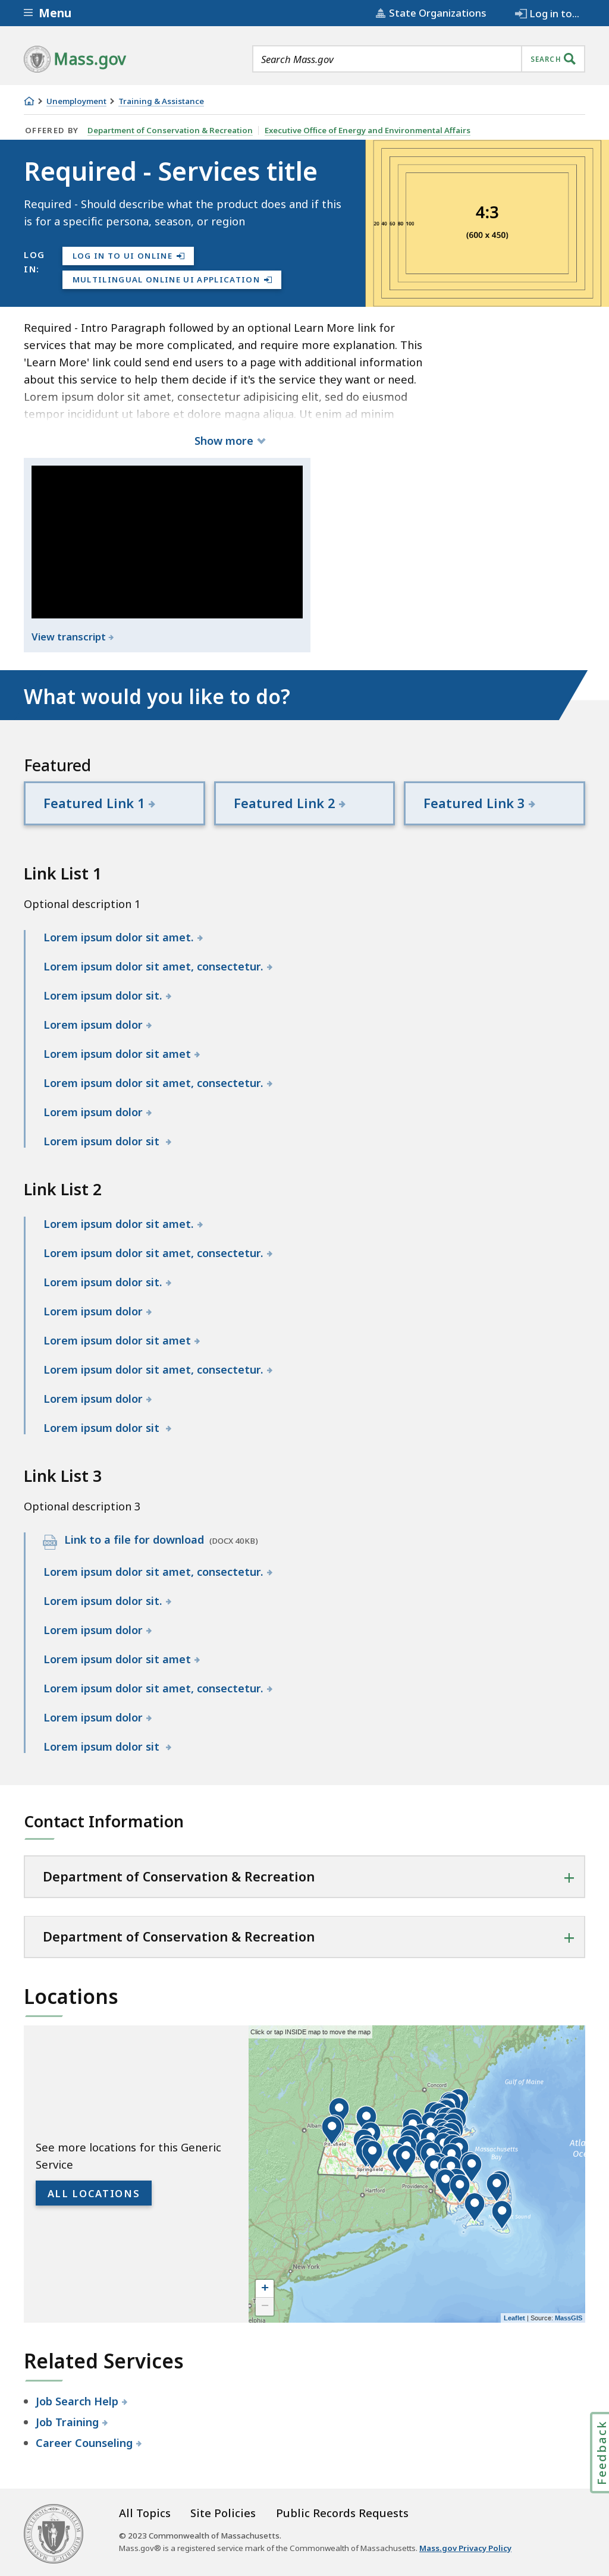 Menu
State Organizations
Log in to...
Mass.gov
Search Mass.gov
SEARCH
Unemployment
Training & Assistance
OFFERED BY
Department of Conservation & Recreation
Executive Office of Energy and Environmental Affairs
Required - Services title
Required - Should describe what the product does and if this
is for a specific persona, season, or region
LOG
IN:
LOG IN TO UI ONLINE
MULTILINGUAL ONLINE UI APPLICATION
20 40 60 80 100
4:3
(600 x 450)
Required - Intro Paragraph followed by an optional Learn More link for
services that may be more complicated, and require more explanation. This
'Learn More' link could send end users to a page with additional information
about this service to help them decide if it's the service they want or need.
Lorem ipsum dolor sit amet, consectetur adipisicing elit, sed do eiusmod
tempor incididunt ut labore et dolore magna aliqua. Ut enim ad minim
Show more
View transcript
What would you like to do?
Featured
Featured Link 1
Featured Link 2
Featured Link 3
Link List 1
Optional description 1
Lorem ipsum dolor sit amet.
Lorem ipsum dolor sit amet, consectetur.
Lorem ipsum dolor sit.
Lorem ipsum dolor
Lorem ipsum dolor sit amet
Lorem ipsum dolor sit amet, consectetur.
Lorem ipsum dolor
Lorem ipsum dolor sit
Link List 2
Lorem ipsum dolor sit amet.
Lorem ipsum dolor sit amet, consectetur.
Lorem ipsum dolor sit.
Lorem ipsum dolor
Lorem ipsum dolor sit amet
Lorem ipsum dolor sit amet, consectetur.
Lorem ipsum dolor
Lorem ipsum dolor sit
Link List 3
Optional description 3
DOCX
Link to a file for download (DOCX 40KB)
Lorem ipsum dolor sit amet, consectetur.
Lorem ipsum dolor sit.
Lorem ipsum dolor
Lorem ipsum dolor sit amet
Lorem ipsum dolor sit amet, consectetur.
Lorem ipsum dolor
Lorem ipsum dolor sit
Contact Information
Department of Conservation & Recreation
Department of Conservation & Recreation
Locations
Click or tap INSIDE map to move the map
See more locations for this Generic
Service
ALL LOCATIONS
Concord
Gulf of Maine
Massachusetts
Bay
Springfield
Hartford
Providence
New York
+
−
Leaflet | Source: MassGIS
Related Services
Job Search Help
Job Training
Career Counseling
Feedback
All Topics
Site Policies
Public Records Requests
© 2023 Commonwealth of Massachusetts.
Mass.gov® is a registered service mark of the Commonwealth of Massachusetts. Mass.gov Privacy Policy